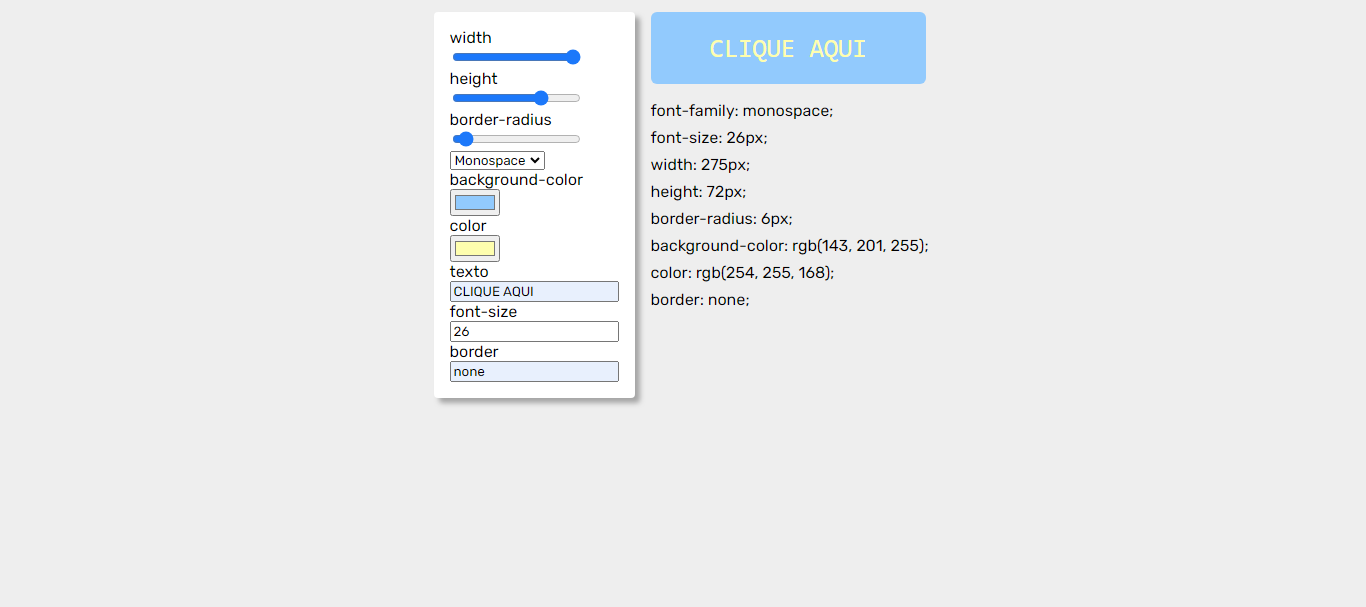 width
height
border-radius
Monospace
background-color
color
texto
CLIQUE AQUI
font-size
26
border
none
CLIQUE AQUI
font-family: monospace;
font-size: 26px;
width: 275px;
height: 72px;
border-radius: 6px;
background-color: rgb(143, 201, 255);
color: rgb(254, 255, 168);
border: none;